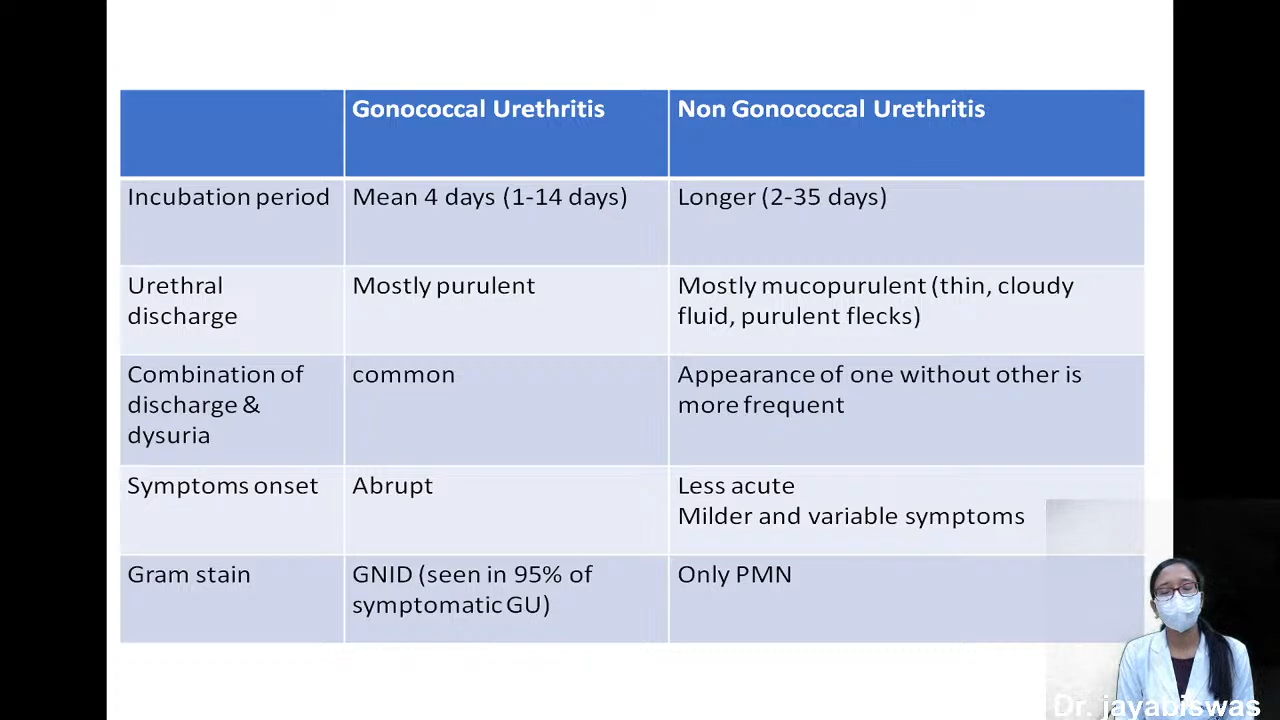 Gonococcal Urethritis
Non Gonococcal Urethritis
Incubation period
Mean 4 days (1-14 days)
Longer (2-35 days)
Urethral
discharge
Mostly purulent
Mostly mucopurulent (thin, cloudy
fluid, purulent flecks)
Combination of
discharge &
dysuria
common
Appearance of one without other is
more frequent
Symptoms onset
Abrupt
Less acute
Milder and variable symptoms
Gram stain
GNID (seen in 95% of
symptomatic GU)
Only PMN
Dr. jayabiswas